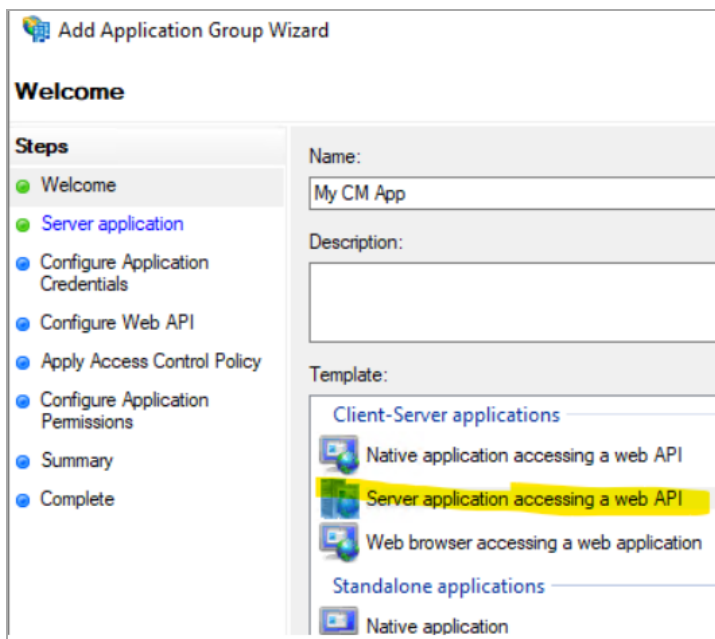 Add Application Group Wizard
Welcome
Steps
Welcome
Server application
Configure Application
Credentials
Configure Web API
Apply Access Control Policy
Configure Application
Permissions
Summary
Complete
Name:
My CM App
Description:
Template:
Client-Server applications
Native application accessing a web API
Server application accessing a web API
Web browser accessing a web application
Standalone applications
Native application